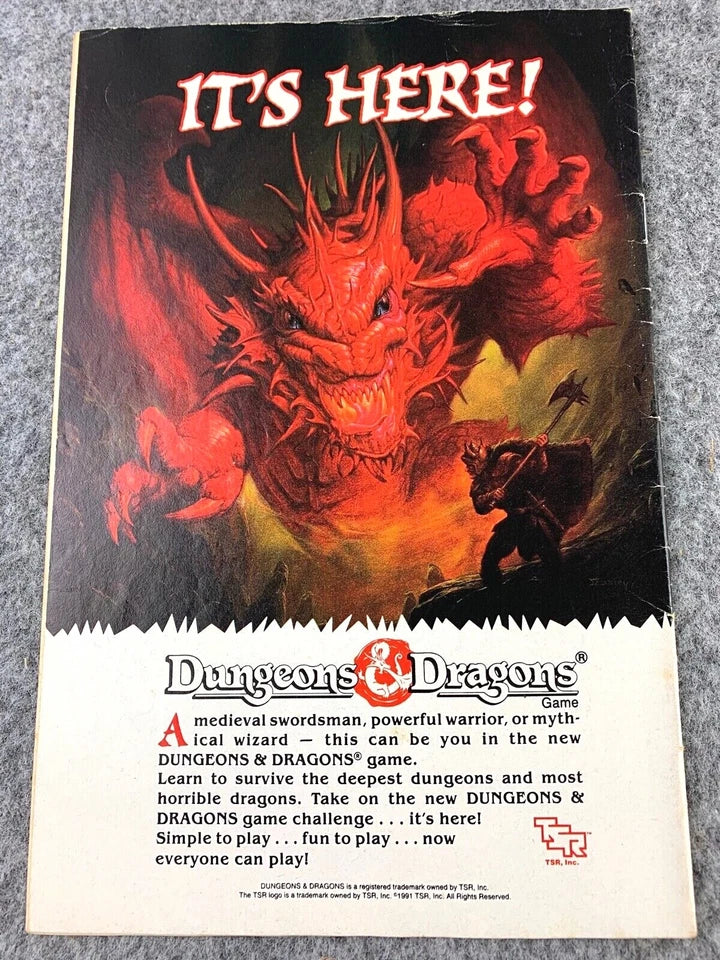 IT'S HERE!
Dungeons & Dragons®
Game
A medieval swordsman, powerful warrior, or myth-
ical wizard — this can be you in the new
DUNGEONS & DRAGONS® game.
Learn to survive the deepest dungeons and most
horrible dragons. Take on the new DUNGEONS &
DRAGONS game challenge . . . it's here!
Simple to play . . . fun to play . . . now
everyone can play!
TSR™
TSR, Inc.
DUNGEONS & DRAGONS is a registered trademark owned by TSR, Inc.
The TSR logo is a trademark owned by TSR, Inc. ©1991 TSR, Inc. All Rights Reserved.